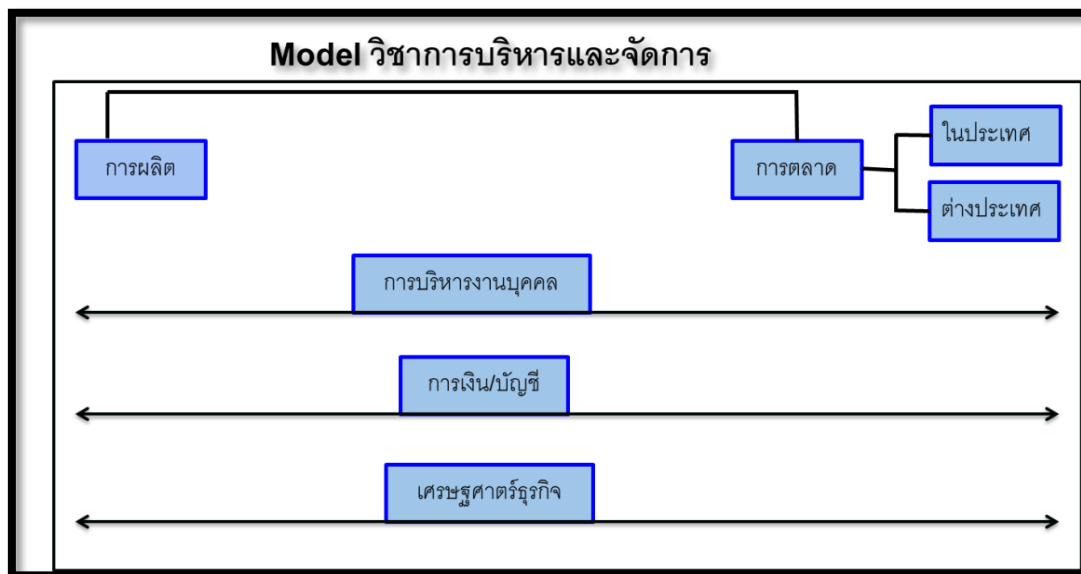 Model วิชาการบริหารและจัดการ
การผลิต
การตลาด
ในประเทศ
ต่างประเทศ
การบริหารงานบุคคล
การเงิน/บัญชี
เศรษฐศาตร์ธุรกิจ